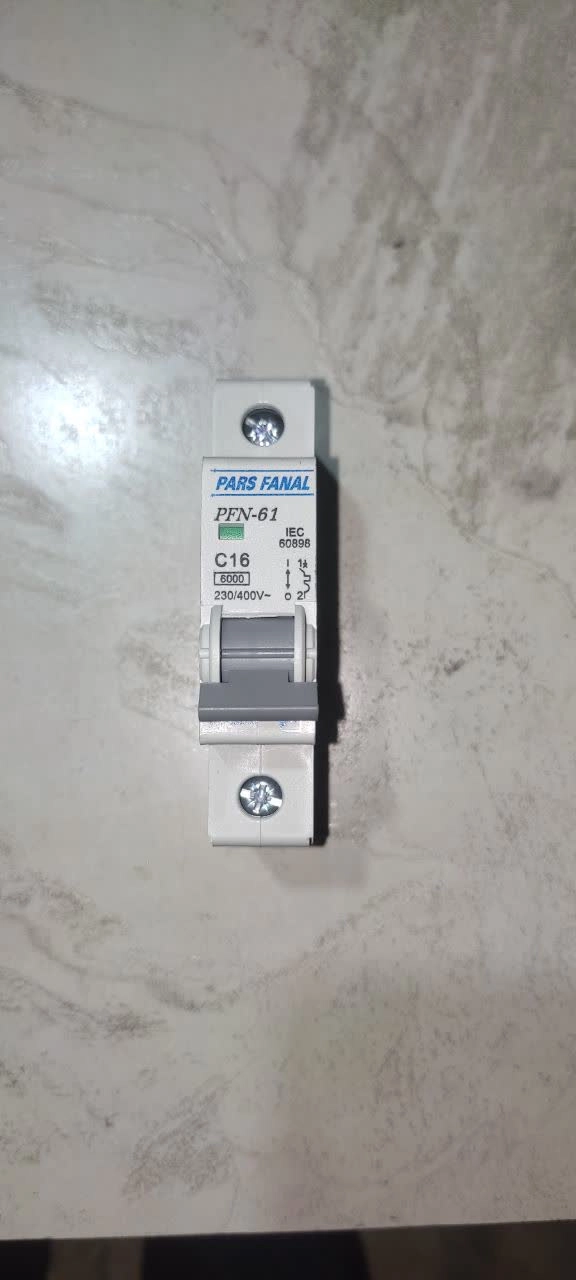 PARS FANAL
PFN-61
IEC
60898
C16
6000
230/400V~
I 1
O 2